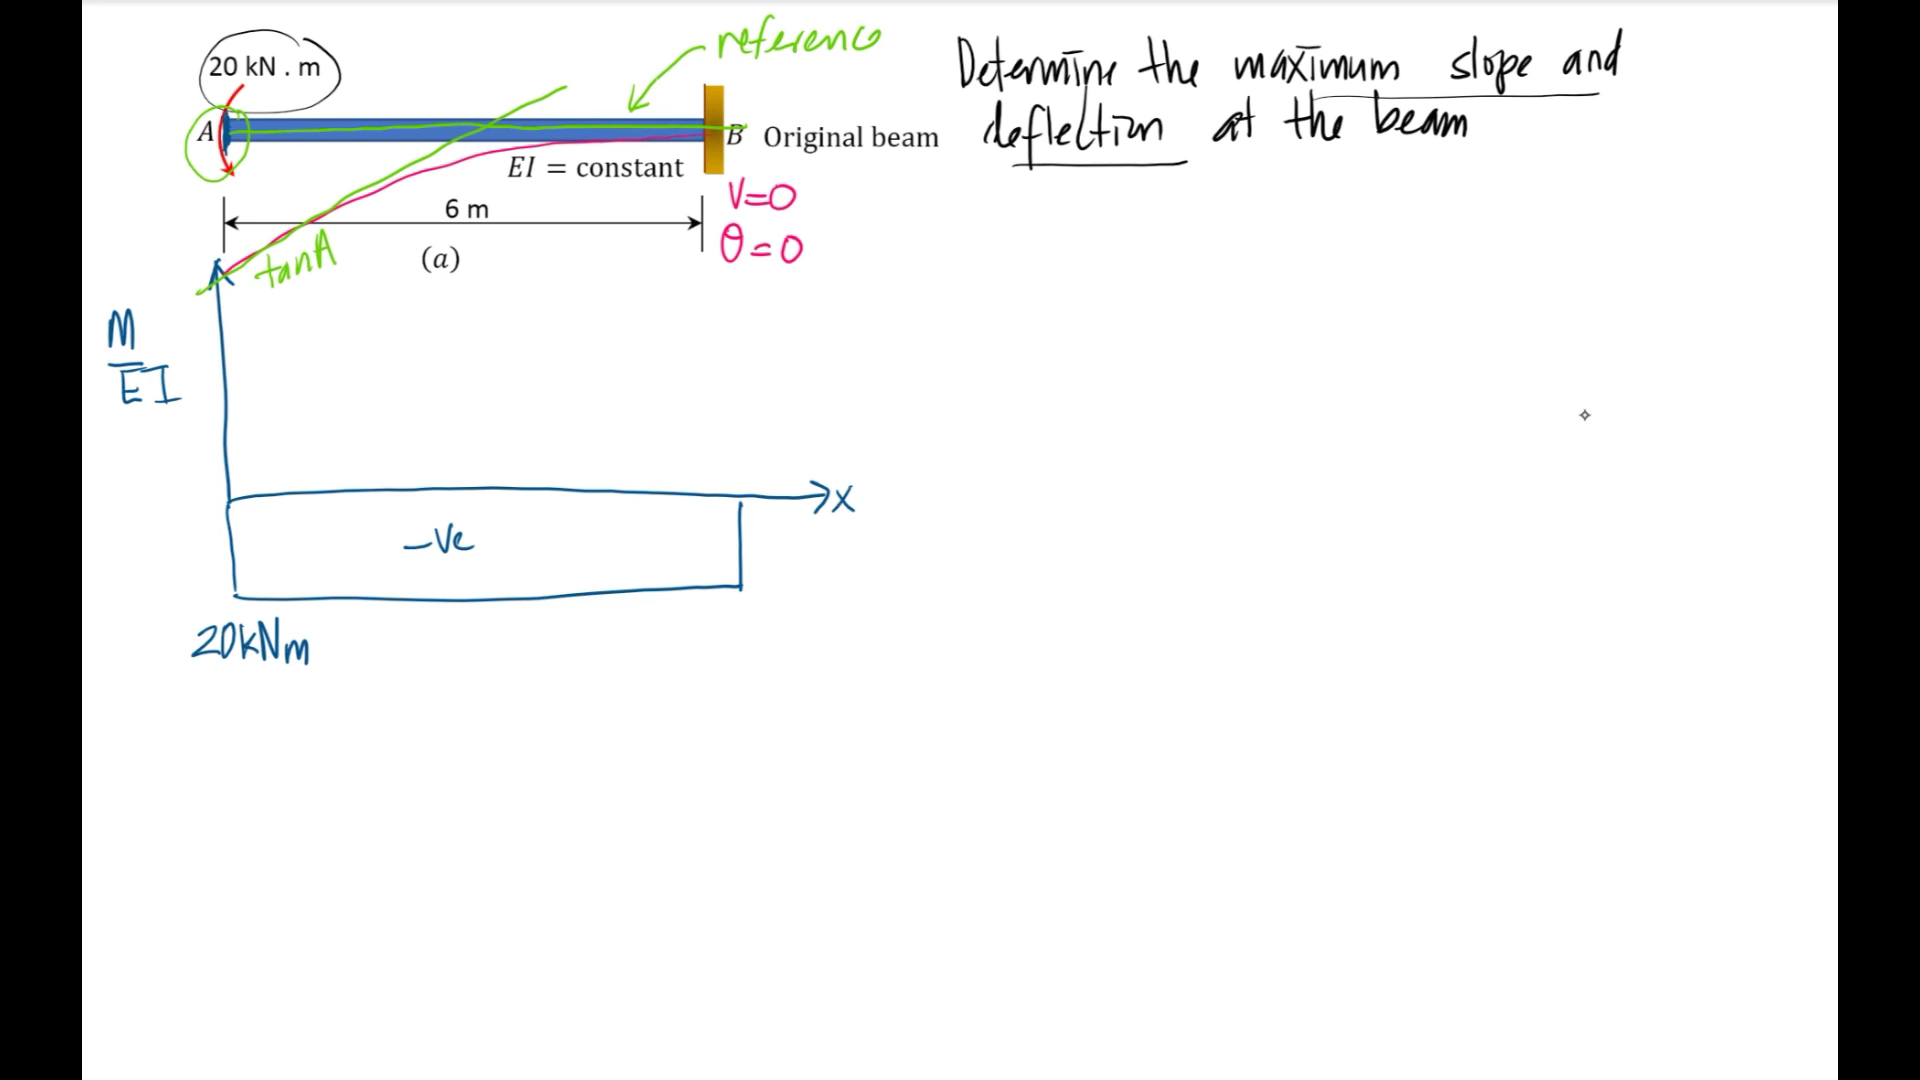 20 kN . m
reference
Determine the maximum slope and
deflection at the beam
A
B Original beam
EI = constant
V=0
6 m
θ=0
tanA
(a)
M
EI
X
-Ve
20kNm